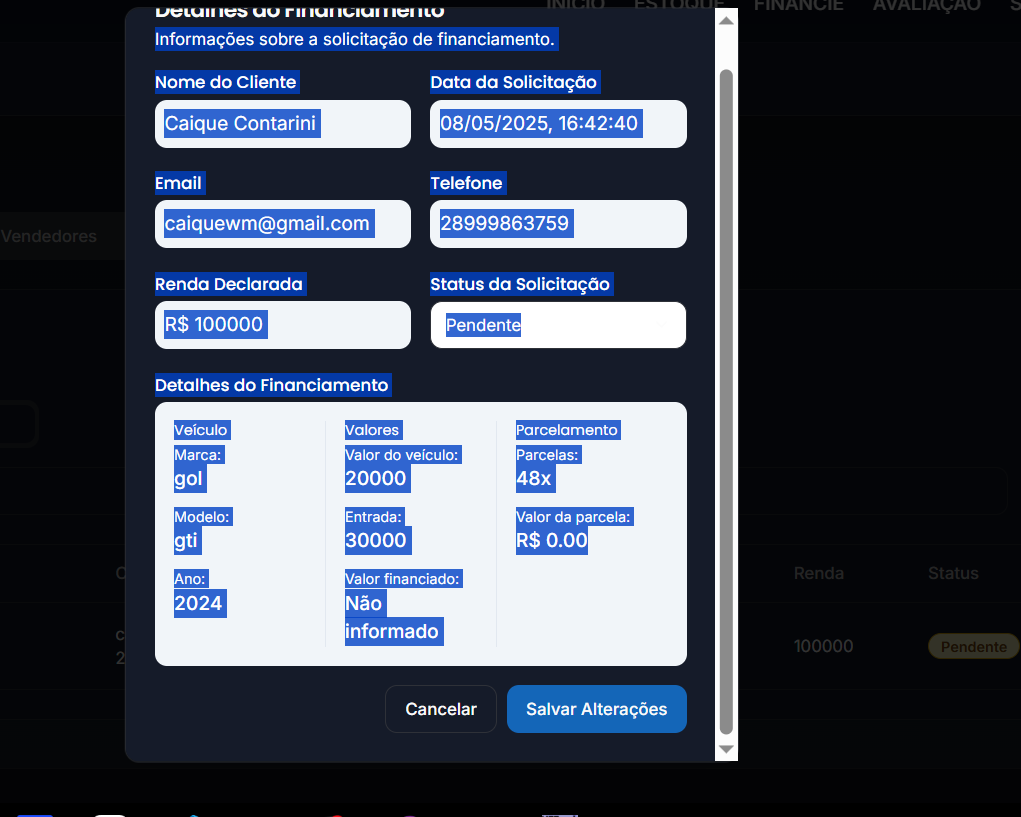 INÍCIO ESTOQUE FINANCIE AVALIAÇÃO
Detalhes do Financiamento
Informações sobre a solicitação de financiamento.
Nome do Cliente
Data da Solicitação
Caique Contarini
08/05/2025, 16:42:40
Email
Telefone
caiquewm@gmail.com
28999863759
Vendedores
Renda Declarada
Status da Solicitação
R$ 100000
Pendente
Detalhes do Financiamento
Veículo
Marca:
gol
Modelo:
gti
Ano:
2024
Valores
Valor do veículo:
20000
Entrada:
30000
Valor financiado:
Não
informado
Parcelamento
Parcelas:
48x
Valor da parcela:
R$ 0.00
Renda Status
100000 Pendente
Cancelar
Salvar Alterações